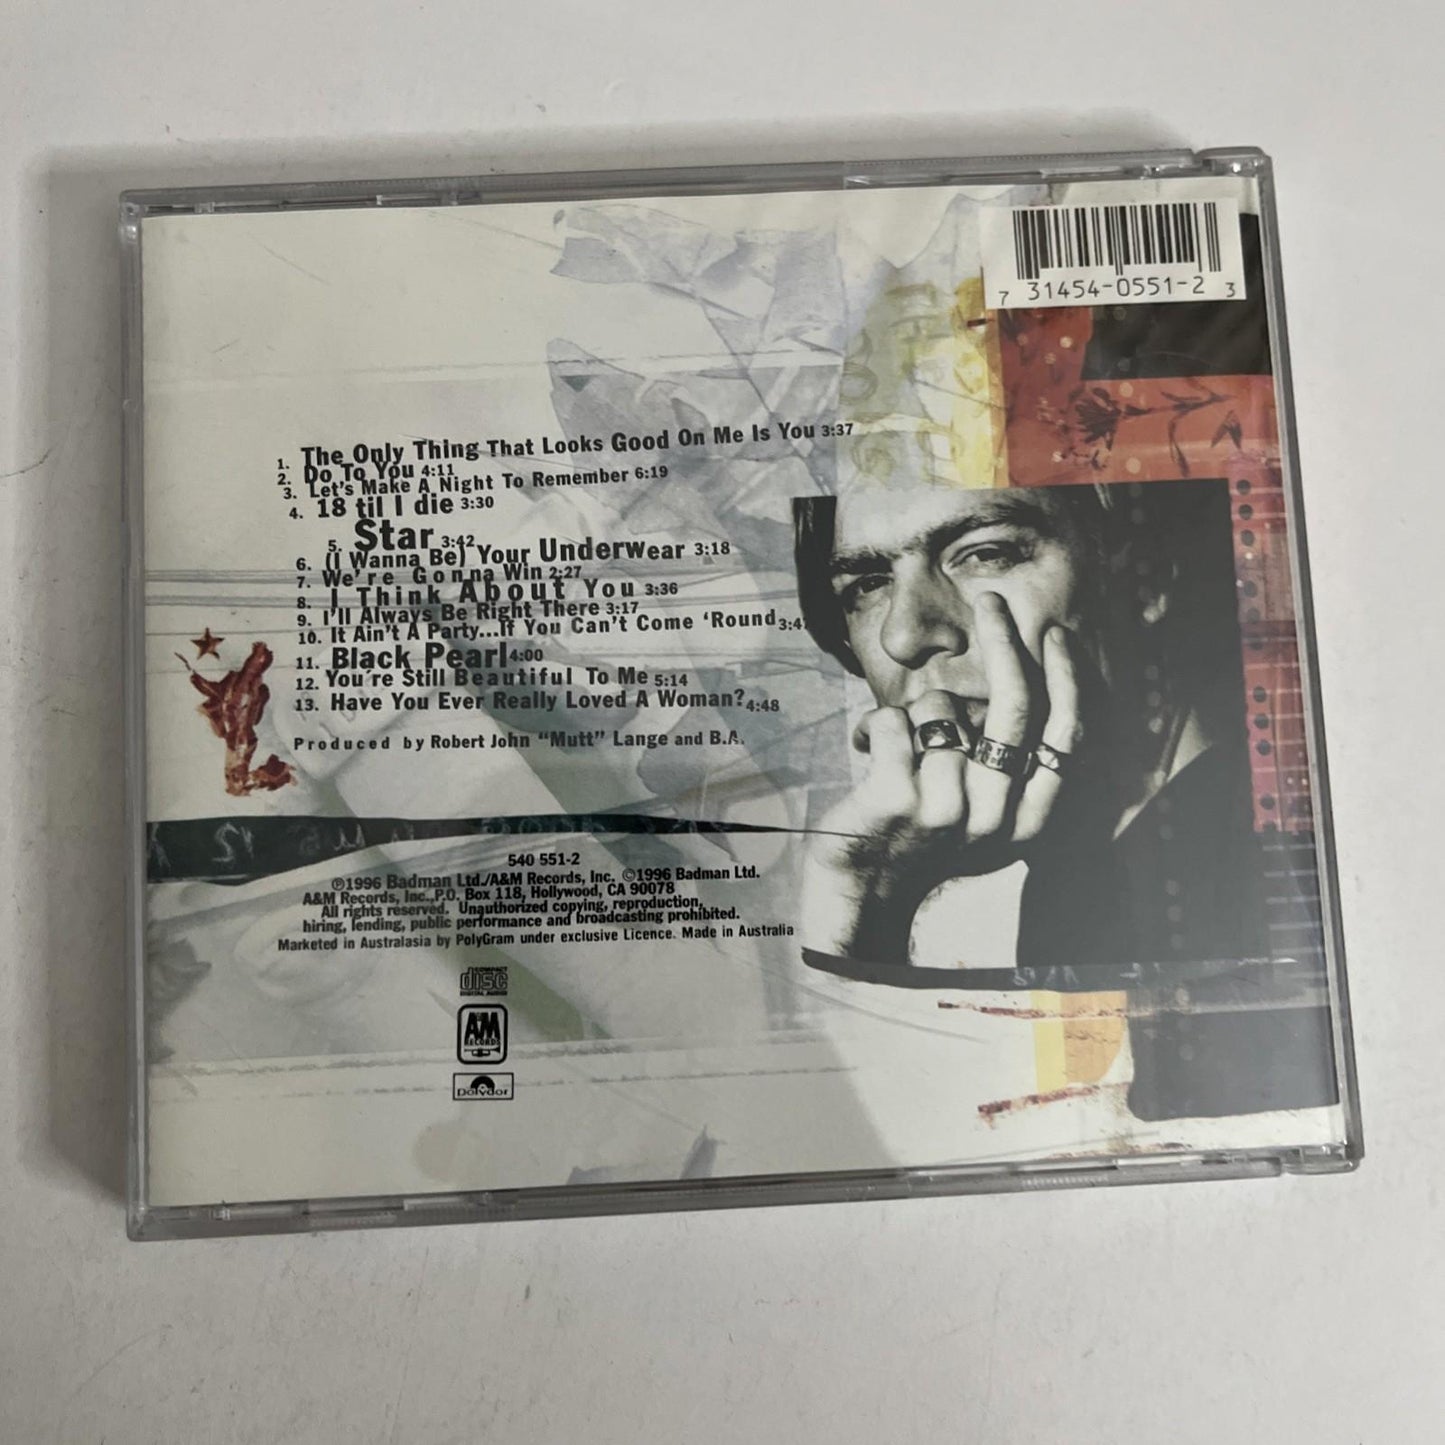 7 31454-0551-2 3
1. The Only Thing That Looks Good On Me Is You 3:37
2. Do To You 4:11
3. Let's Make A Night To Remember 6:19
4. 18 til I die 3:30
5. Star 3:42
6. (I Wanna Be) Your Underwear 3:18
7. We're Gonna Win 2:27
8. I Think About You 3:36
9. I'll Always Be Right There 3:17
10. It Ain't A Party...If You Can't Come 'Round
11. Black Pearl 4:00
12. You're Still Beautiful To Me 5:14
13. Have You Ever Really Loved A Woman? 4:48
Produced by Robert John "Mutt" Lange and B.A.
540 551-2
℗1996 Badman Ltd./A&M Records, Inc. ©1996 Badman Ltd.
A&M Records, Inc.,P.O. Box 118, Hollywood, CA 90078
All rights reserved. Unauthorized copying, reproduction,
hiring, lending, public performance and broadcasting prohibited.
Marketed in Australasia by PolyGram under exclusive Licence. Made in Australia
COMPACT
disc
DIGITAL AUDIO
A&M
RECORDS
Polydor